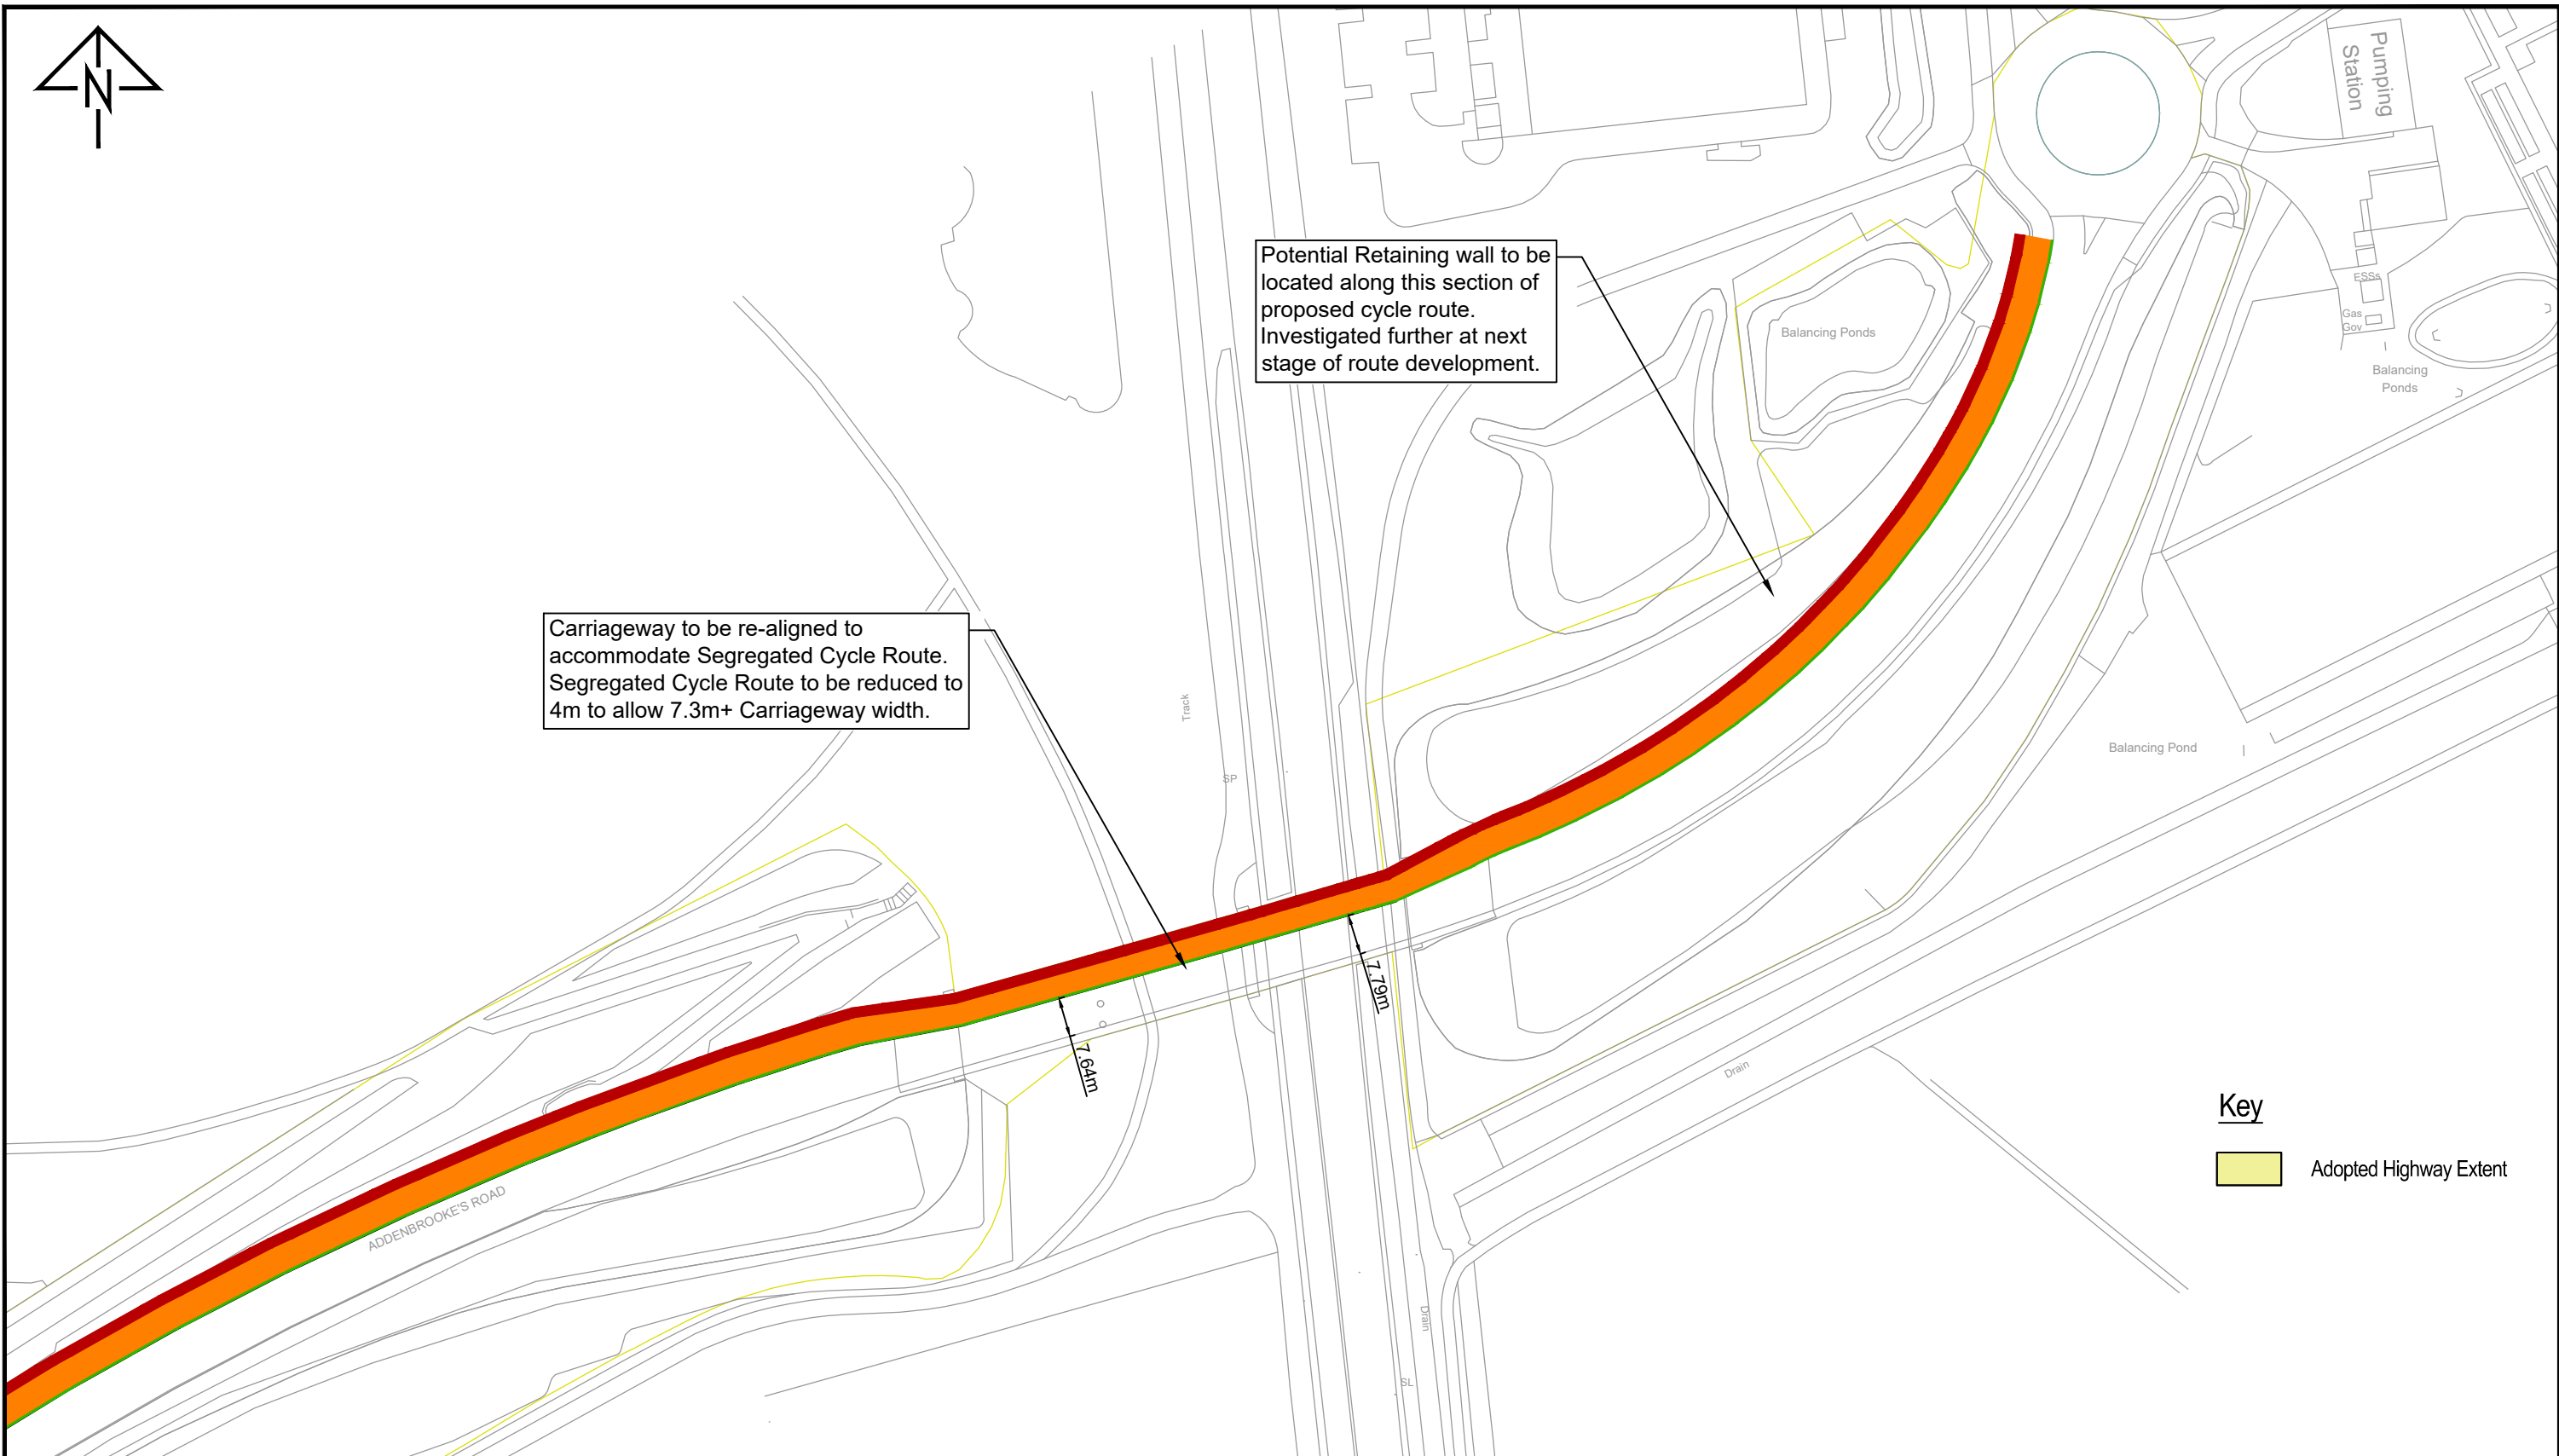 N
Pumping
Station
Potential Retaining wall to be
located along this section of
proposed cycle route.
Investigated further at next
stage of route development.
ESSs
Gas
Gov
Balancing Ponds
Balancing
Ponds
Carriageway to be re-aligned to
accommodate Segregated Cycle Route.
Segregated Cycle Route to be reduced to
4m to allow 7.3m+ Carriageway width.
Track
SP
Balancing Pond
7.79m
7.64m
Drain
Key
Adopted Highway Extent
ADDENBROOKE'S ROAD
Drain
SL